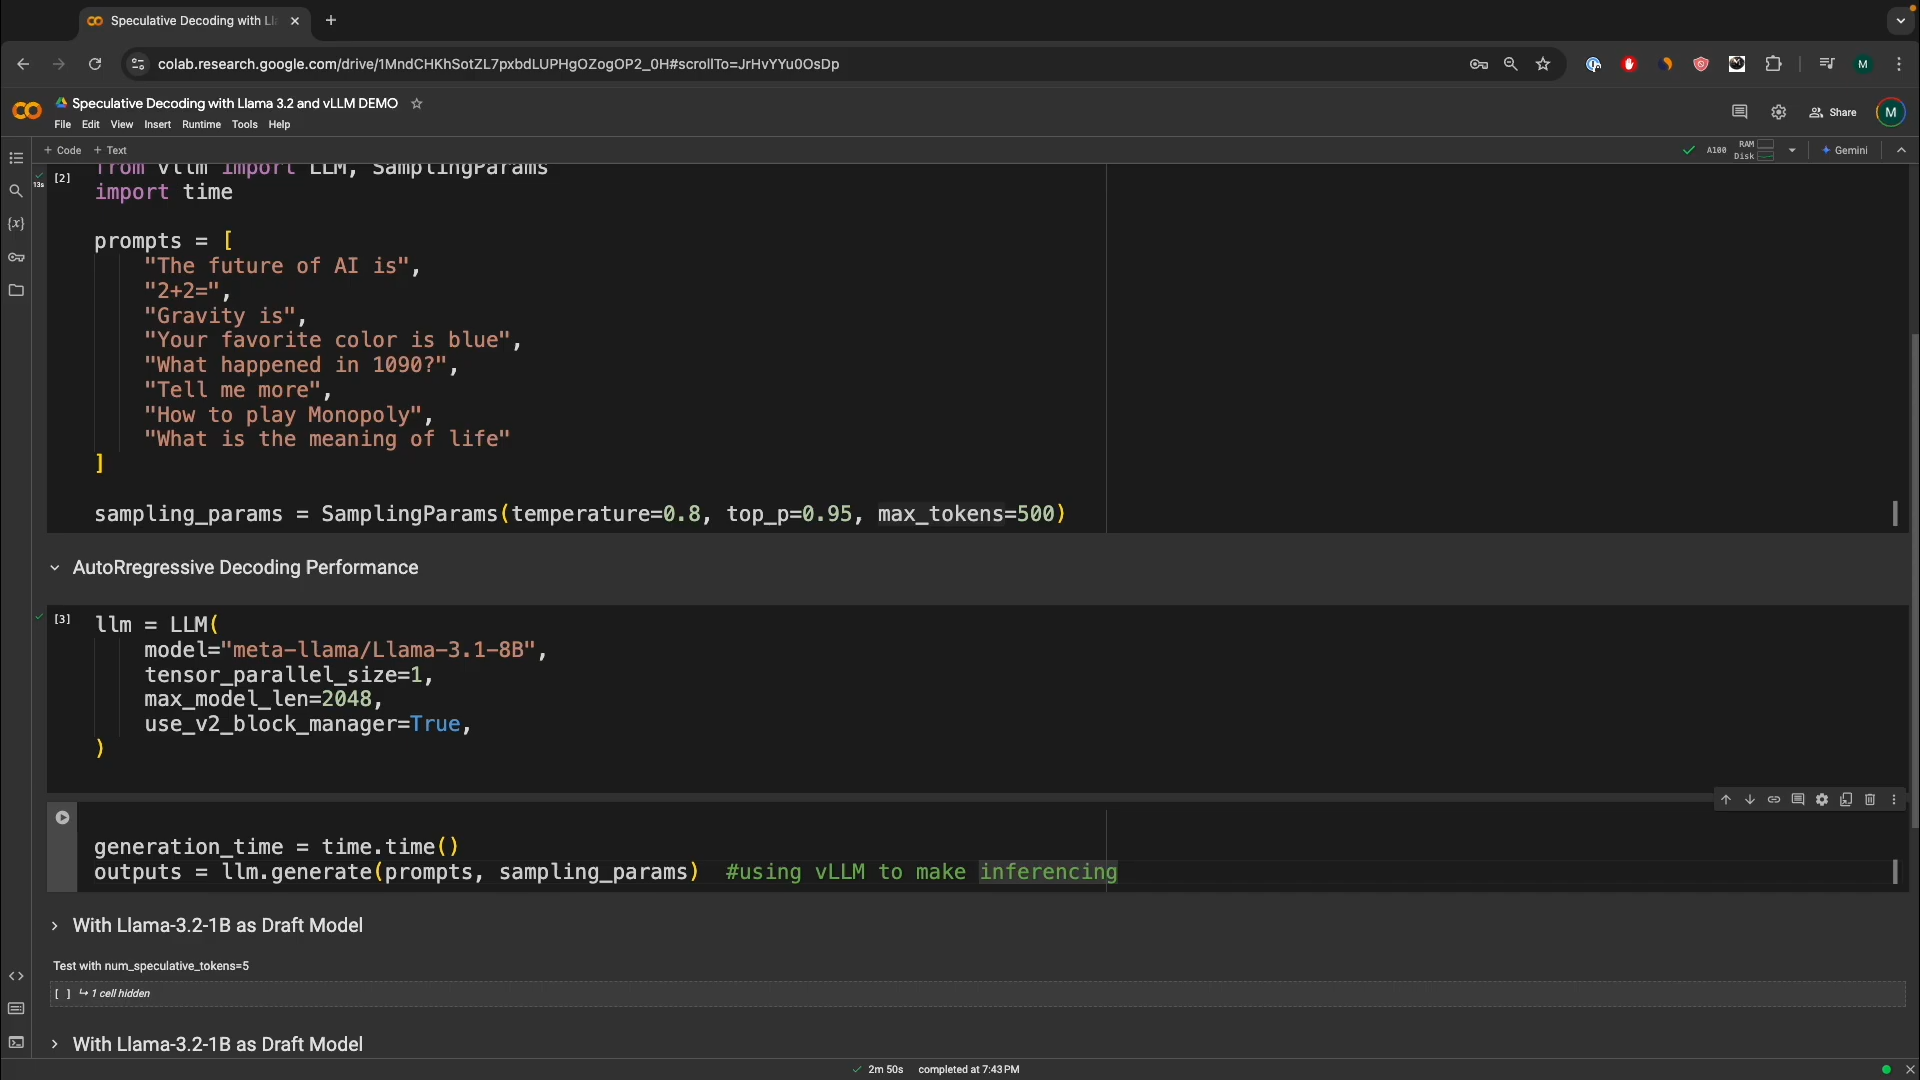 Speculative Decoding with Ll
colab.research.google.com/drive/1MndCHKhSotZL7pxbdLUPHgOZogOP2_0H#scrollTo=JrHvYYu0OsDp
M
Speculative Decoding with Llama 3.2 and vLLM DEMO
File Edit View Insert Runtime Tools Help
Share
M
+ Code + Text
A100
RAM
Disk
Gemini
13s
[2]
from vllm import LLM, SamplingParams
import time
prompts = [
"The future of AI is",
"2+2=",
"Gravity is",
"Your favorite color is blue",
"What happened in 1090?",
"Tell me more",
"How to play Monopoly",
"What is the meaning of life"
]
sampling_params = SamplingParams(temperature=0.8, top_p=0.95, max_tokens=500)
AutoRregressive Decoding Performance
[3]
llm = LLM(
model="meta-llama/Llama-3.1-8B",
tensor_parallel_size=1,
max_model_len=2048,
use_v2_block_manager=True,
)
generation_time = time.time()
outputs = llm.generate(prompts, sampling_params) #using vLLM to make inferencing
With Llama-3.2-1B as Draft Model
Test with num_speculative_tokens=5
[ ] ↳ 1 cell hidden
With Llama-3.2-1B as Draft Model
2m 50s completed at 7:43 PM